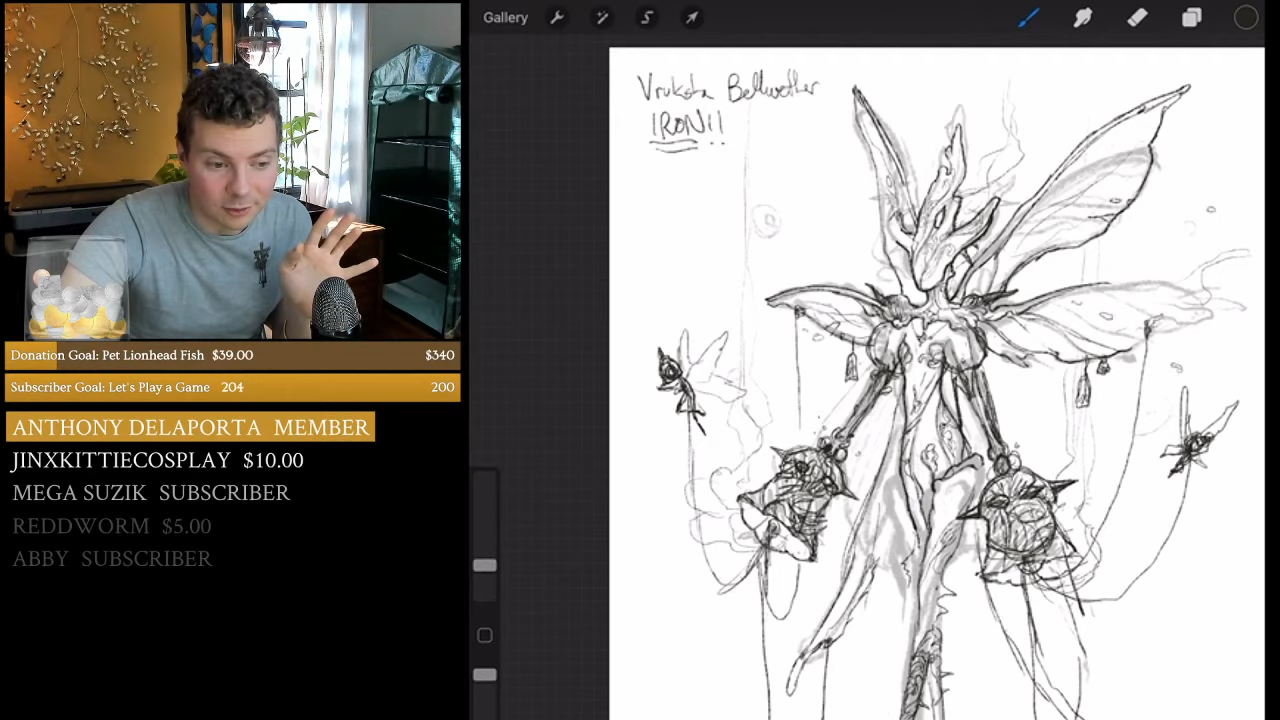 Gallery
Vruksha Bellwether
IRON!!
Donation Goal: Pet Lionhead Fish $39.00 $340
Subscriber Goal: Let's Play a Game 204 200
ANTHONY DELAPORTA MEMBER
JINXKITTIECOSPLAY $10.00
MEGA SUZIK SUBSCRIBER
REDDWORM $5.00
ABBY SUBSCRIBER